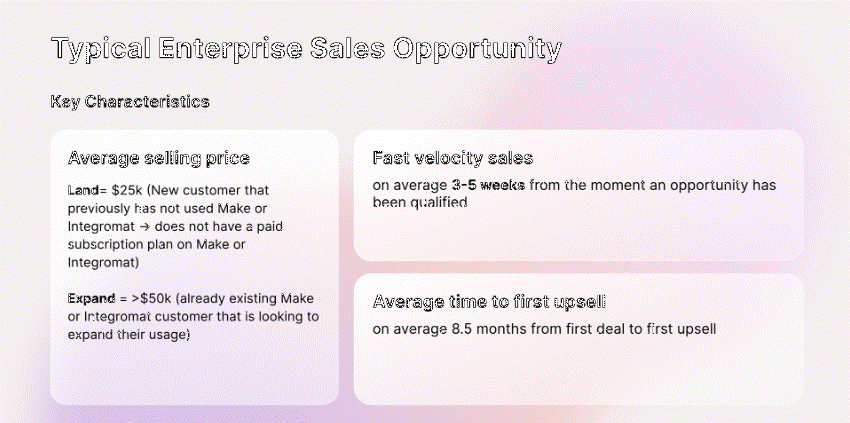 Typical Enterprise Sales Opportunity
Key Characteristics
Average selling price
Land= $25k (New customer that
previously has not used Make or
Integromat → does not have a paid
subscription plan on Make or
Integromat)
Expand = >$50k (already existing Make
or Integromat customer that is looking to
expand their usage)
Fast velocity sales
on average 3-5 weeks from the moment an opportunity has
been qualified
Average time to first upsell
on average 8.5 months from first deal to first upsell